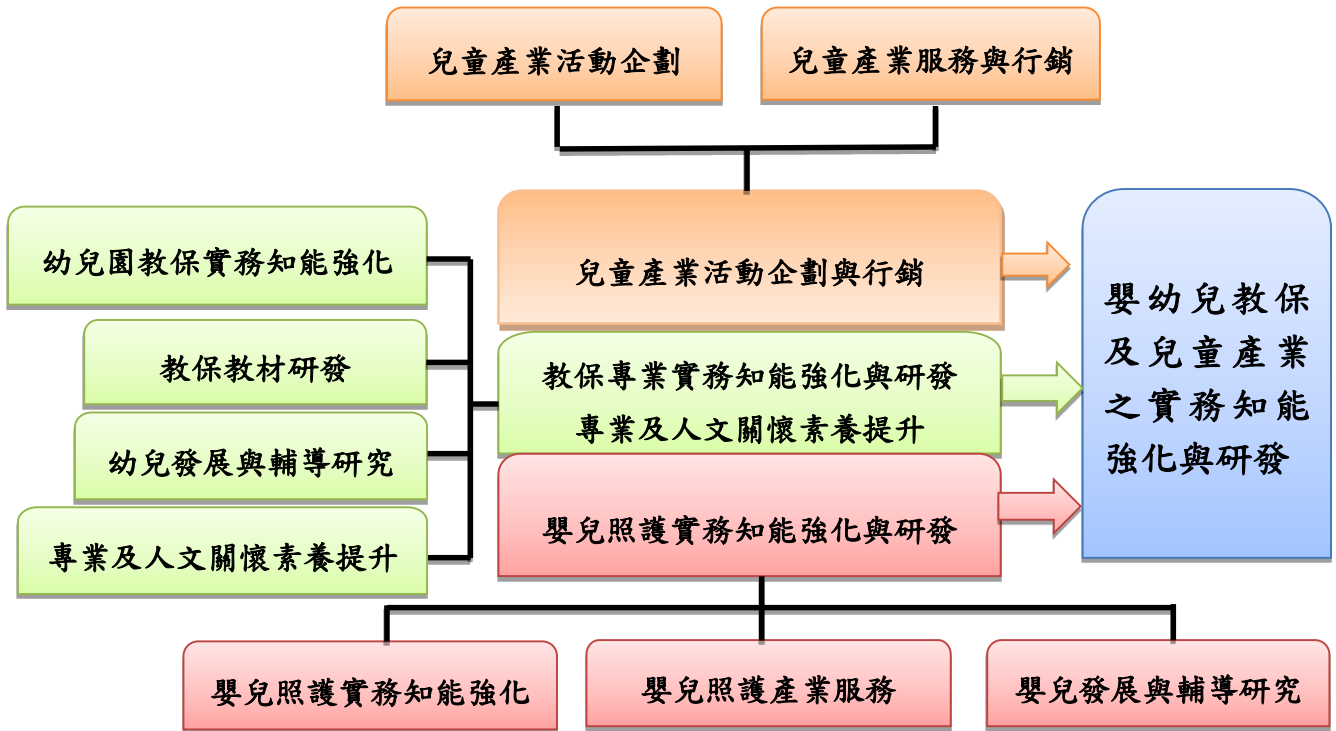 兒童產業活動企劃
兒童產業服務與行銷
幼兒園教保實務知能強化
教保教材研發
幼兒發展與輔導研究
專業及人文關懷素養提升
兒童產業活動企劃與行銷
教保專業實務知能強化與研發
專業及人文關懷素養提升
嬰兒照護實務知能強化與研發
嬰幼兒教保
及兒童產業
之實務知能
強化與研發
嬰兒照護實務知能強化
嬰兒照護產業服務
嬰兒發展與輔導研究